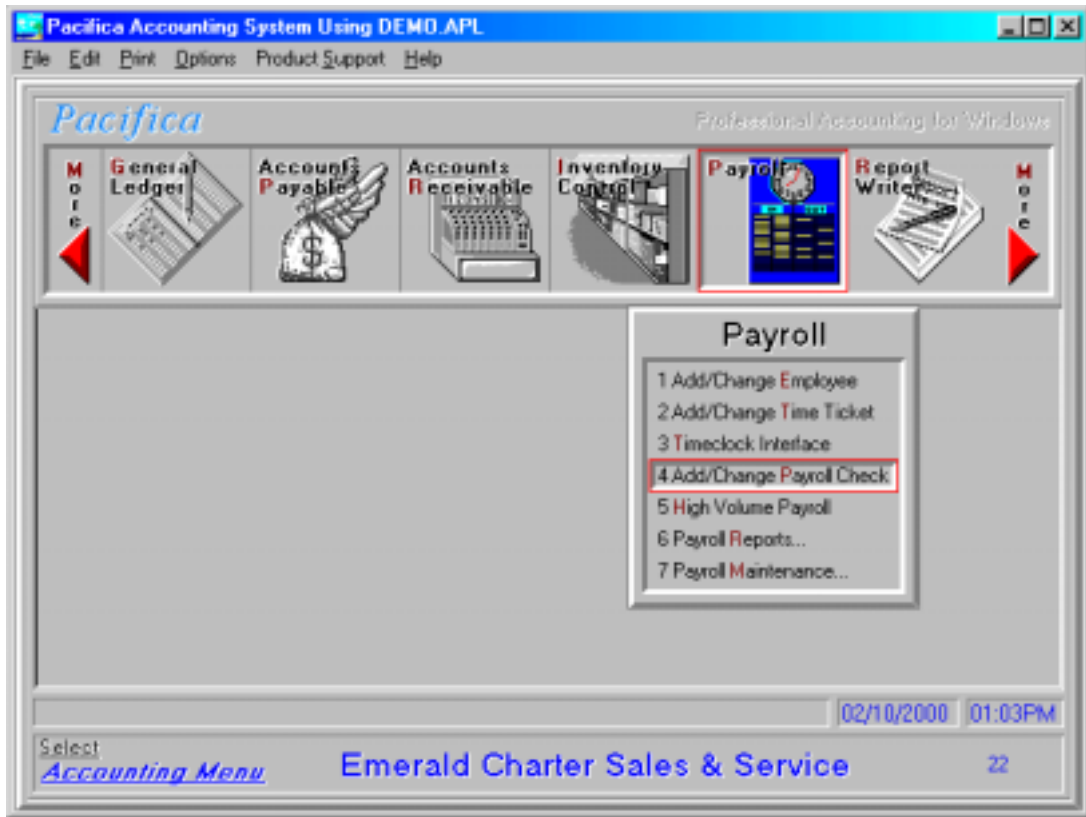 Pacifica Accounting System Using DEMO.APL
File Edit Print Options Product Support Help
Pacifica
Professional Accounting for Windows
More
General Ledger
Accounts Payable
Accounts Receivable
Inventory Control
Payroll
Report Writer
More
Payroll
1 Add/Change Employee
2 Add/Change Time Ticket
3 Timeclock Interface
4 Add/Change Payroll Check
5 High Volume Payroll
6 Payroll Reports...
7 Payroll Maintenance...
02/10/2000 01:03PM
Select
Accounting Menu
Emerald Charter Sales & Service
22